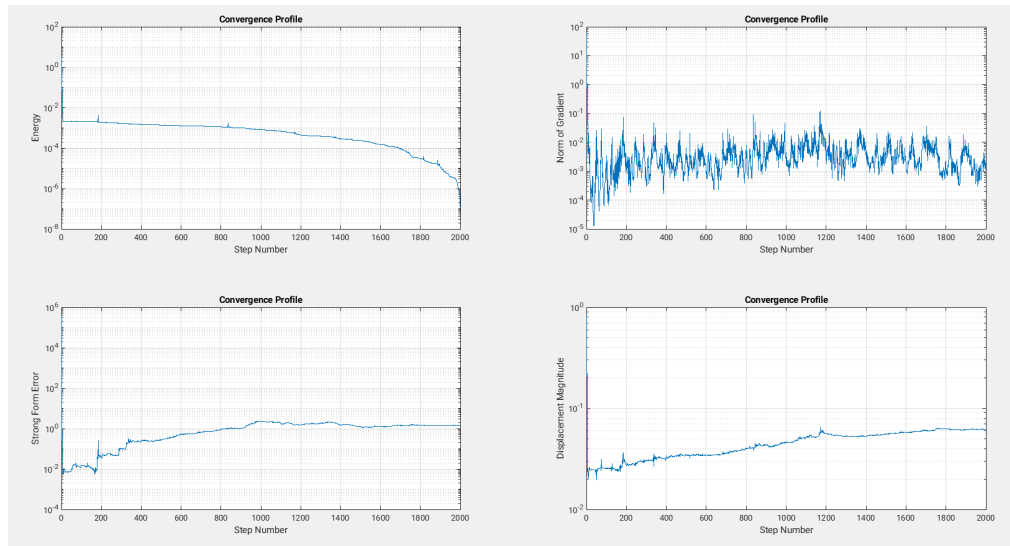 Convergence Profile
10^2
10^0
10^-2
10^-4
10^-6
10^-8
Energy
0 200 400 600 800 1000 1200 1400 1600 1800 2000
Step Number
Convergence Profile
10^2
10^1
10^0
10^-1
10^-2
10^-3
10^-4
10^-5
Norm of Gradient
0 200 400 600 800 1000 1200 1400 1600 1800 2000
Step Number
Convergence Profile
10^6
10^4
10^2
10^0
10^-2
10^-4
Strong Form Error
0 200 400 600 800 1000 1200 1400 1600 1800 2000
Step Number
Convergence Profile
10^0
10^-1
10^-2
Displacement Magnitude
0 200 400 600 800 1000 1200 1400 1600 1800 2000
Step Number